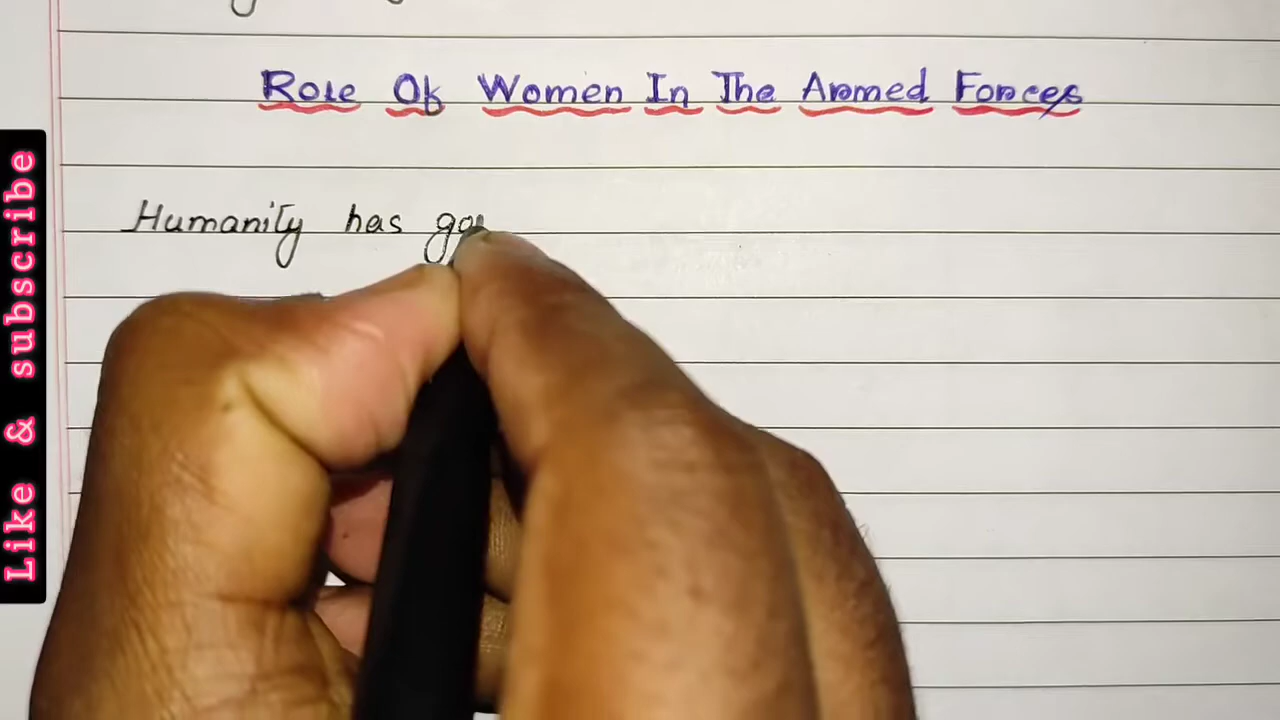 Role Of Women In The Armed Forces
Humanity has
Like & subscribe